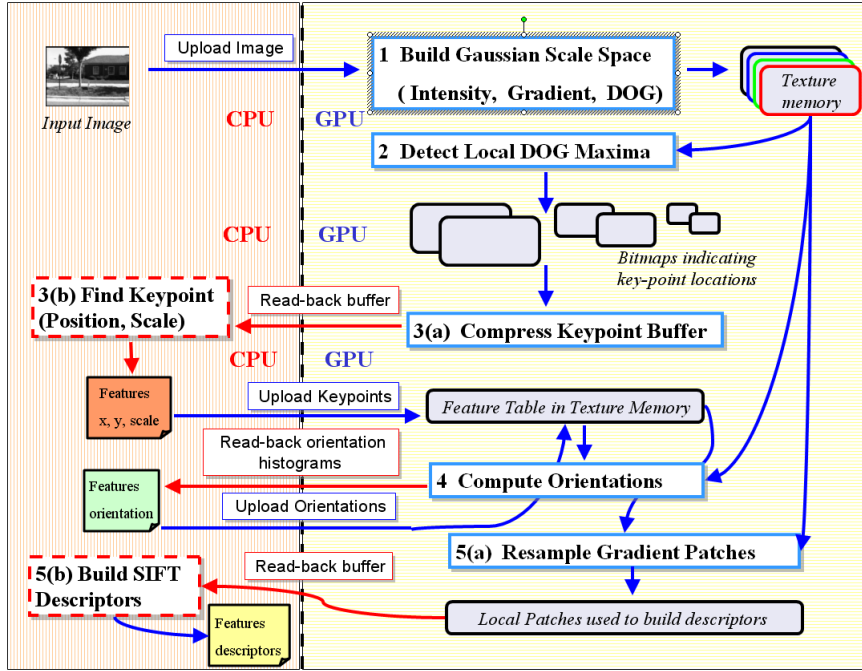 Upload Image
1 Build Gaussian Scale Space
( Intensity, Gradient, DOG)
Texture
memory
Input Image
CPU
GPU
2 Detect Local DOG Maxima
CPU
GPU
Bitmaps indicating
key-point locations
3(b) Find Keypoint
(Position, Scale)
Read-back buffer
3(a) Compress Keypoint Buffer
CPU
GPU
Features
x, y, scale
Upload Keypoints
Feature Table in Texture Memory
Read-back orientation
histograms
4 Compute Orientations
Features
orientation
Upload Orientations
5(a) Resample Gradient Patches
5(b) Build SIFT
Descriptors
Read-back buffer
Local Patches used to build descriptors
Features
descriptors